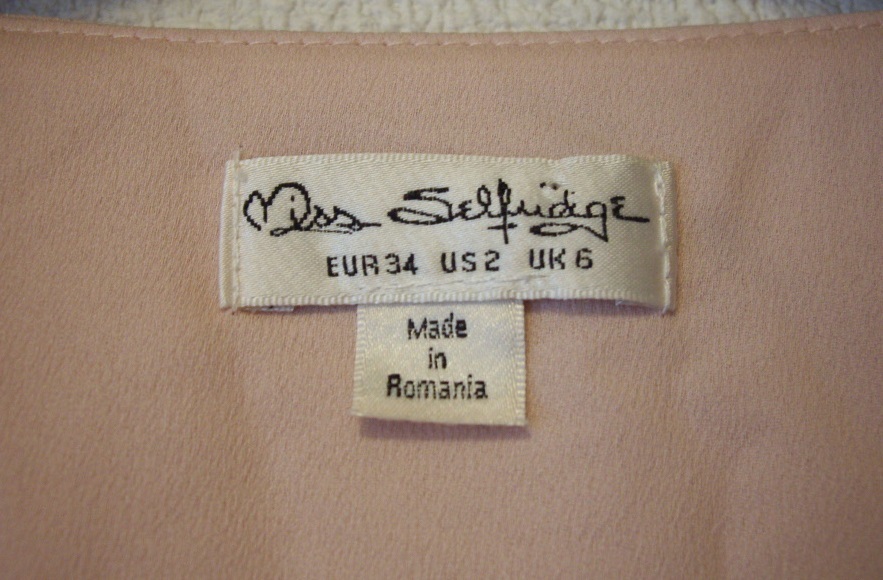 Miss Selfridge
EUR34 US2 UK6
Made
in
Romania